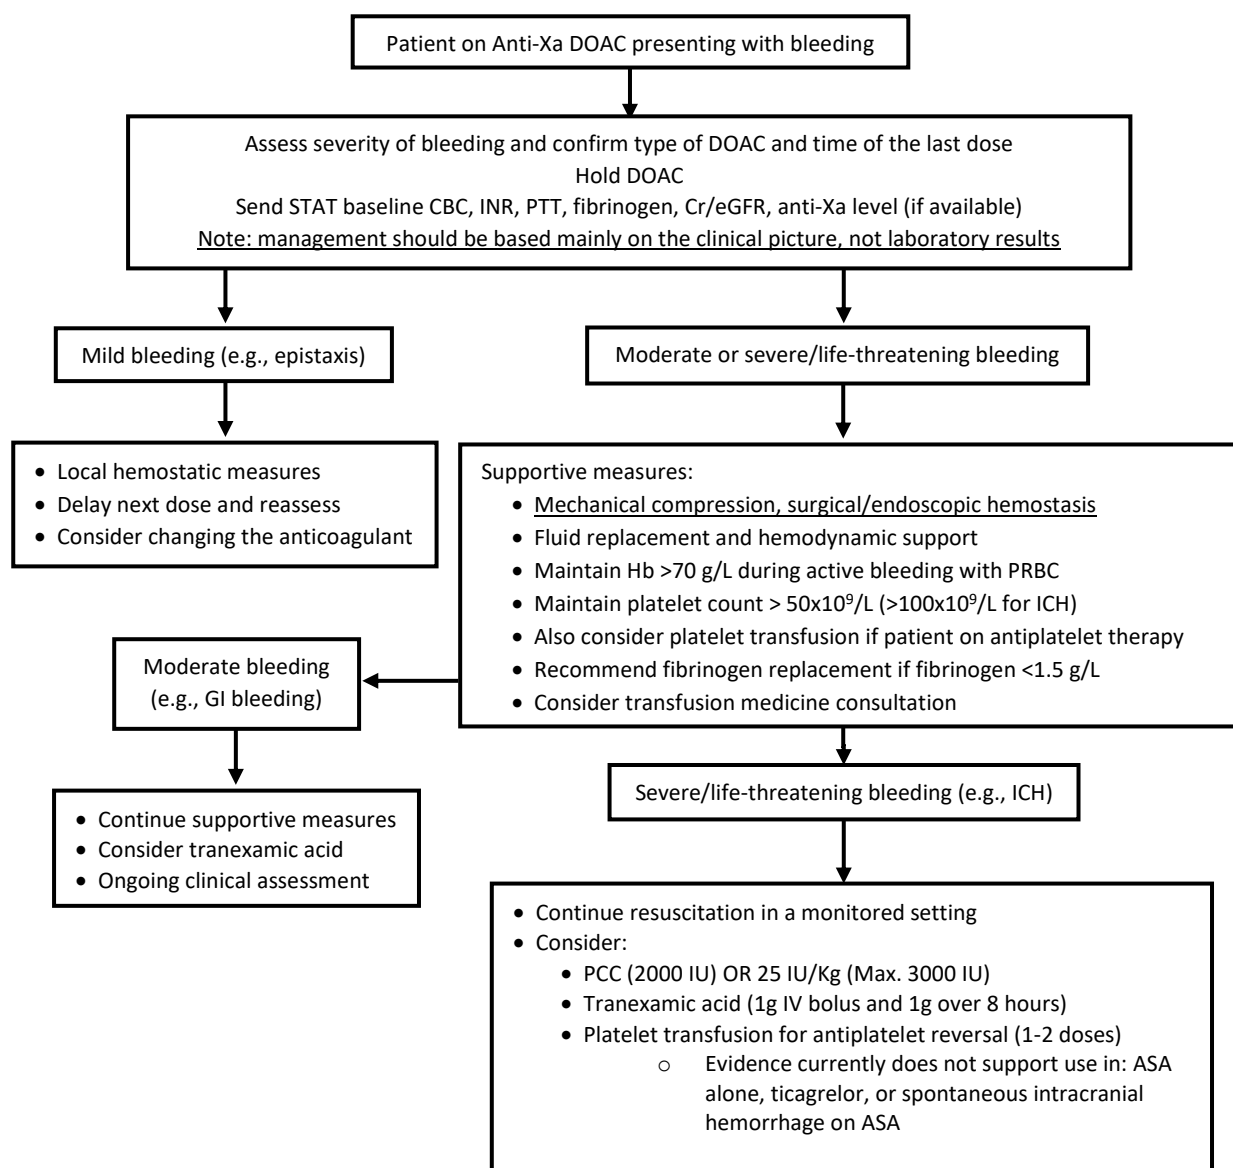 Patient on Anti-Xa DOAC presenting with bleeding
Assess severity of bleeding and confirm type of DOAC and time of the last dose
Hold DOAC
Send STAT baseline CBC, INR, PTT, fibrinogen, Cr/eGFR, anti-Xa level (if available)
Note: management should be based mainly on the clinical picture, not laboratory results
Mild bleeding (e.g., epistaxis)
• Local hemostatic measures
• Delay next dose and reassess
• Consider changing the anticoagulant
Moderate or severe/life-threatening bleeding
Supportive measures:
• Mechanical compression, surgical/endoscopic hemostasis
• Fluid replacement and hemodynamic support
• Maintain Hb >70 g/L during active bleeding with PRBC
• Maintain platelet count > 50x10⁹/L (>100x10⁹/L for ICH)
• Also consider platelet transfusion if patient on antiplatelet therapy
• Recommend fibrinogen replacement if fibrinogen <1.5 g/L
• Consider transfusion medicine consultation
Moderate bleeding
(e.g., GI bleeding)
• Continue supportive measures
• Consider tranexamic acid
• Ongoing clinical assessment
Severe/life-threatening bleeding (e.g., ICH)
• Continue resuscitation in a monitored setting
• Consider:
• PCC (2000 IU) OR 25 IU/Kg (Max. 3000 IU)
• Tranexamic acid (1g IV bolus and 1g over 8 hours)
• Platelet transfusion for antiplatelet reversal (1-2 doses)
o Evidence currently does not support use in: ASA
alone, ticagrelor, or spontaneous intracranial
hemorrhage on ASA